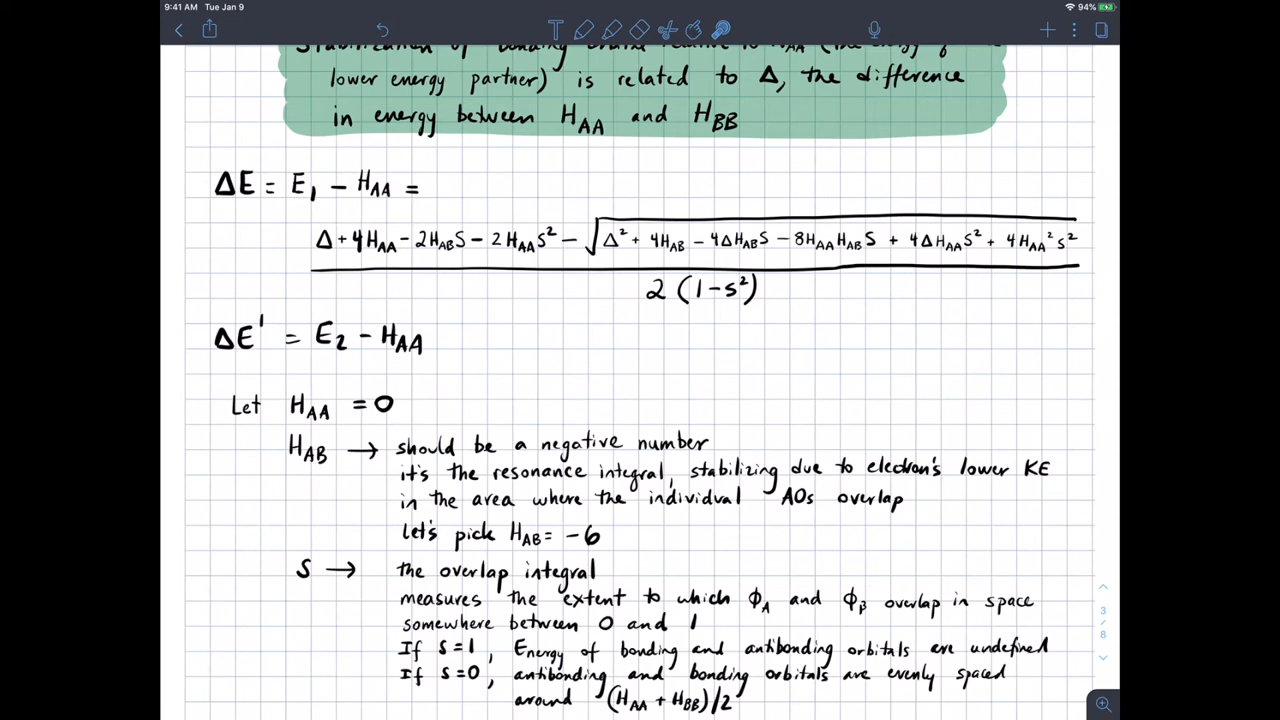 9:41 AM Tue Jan 9
94%
lower energy partner) is related to Δ, the difference
in energy between H_AA and H_BB
ΔE = E₁ − H_AA =
Δ + 4H_AA − 2H_AB S − 2H_AA S² − √(Δ² + 4H_AB − 4ΔH_AB S − 8H_AA H_AB S + 4ΔH_AA S² + 4H_AA² S²)
2 (1−S²)
ΔE' = E₂ − H_AA
Let H_AA = 0
H_AB → should be a negative number
it's the resonance integral, stabilizing due to electron's lower KE
in the area where the individual AOs overlap
Let's pick H_AB = −6
S → the overlap integral
measures the extent to which ϕ_A and ϕ_B overlap in space
somewhere between 0 and 1
If S=1, Energy of bonding and antibonding orbitals are undefined
If S=0, antibonding and bonding orbitals are evenly spaced
around (H_AA + H_BB)/2
3
/
8